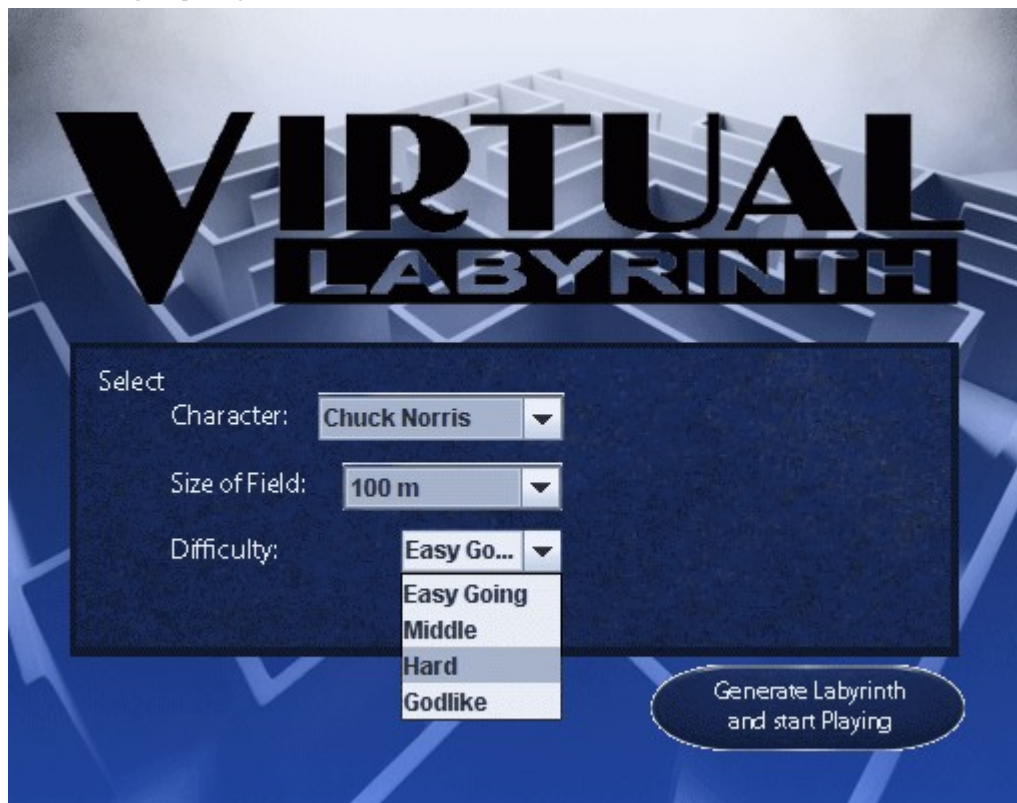 VIRTUAL
LABYRINTH
Select
Character: Chuck Norris
Size of Field: 100 m
Difficulty: Easy Go...
Easy Going
Middle
Hard
Godlike
Generate Labyrinth
and start Playing